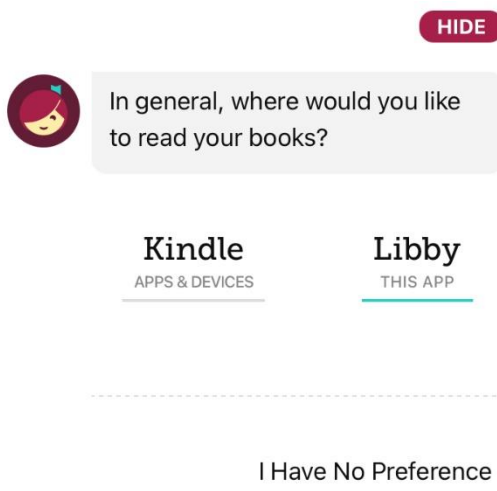 HIDE
In general, where would you like
to read your books?
Kindle Libby
APPS & DEVICES THIS APP
I Have No Preference